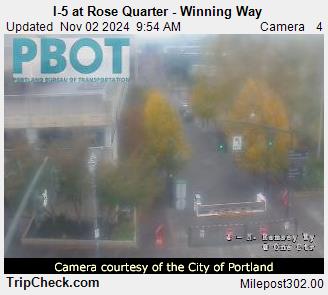 I-5 at Rose Quarter - Winning Way
Updated  Nov 02 2024  9:54 AM
Camera  4
PBOT
PORTLAND BUREAU OF TRANSPORTATION
Camera courtesy of the City of Portland
TripCheck.com
Milepost302.00